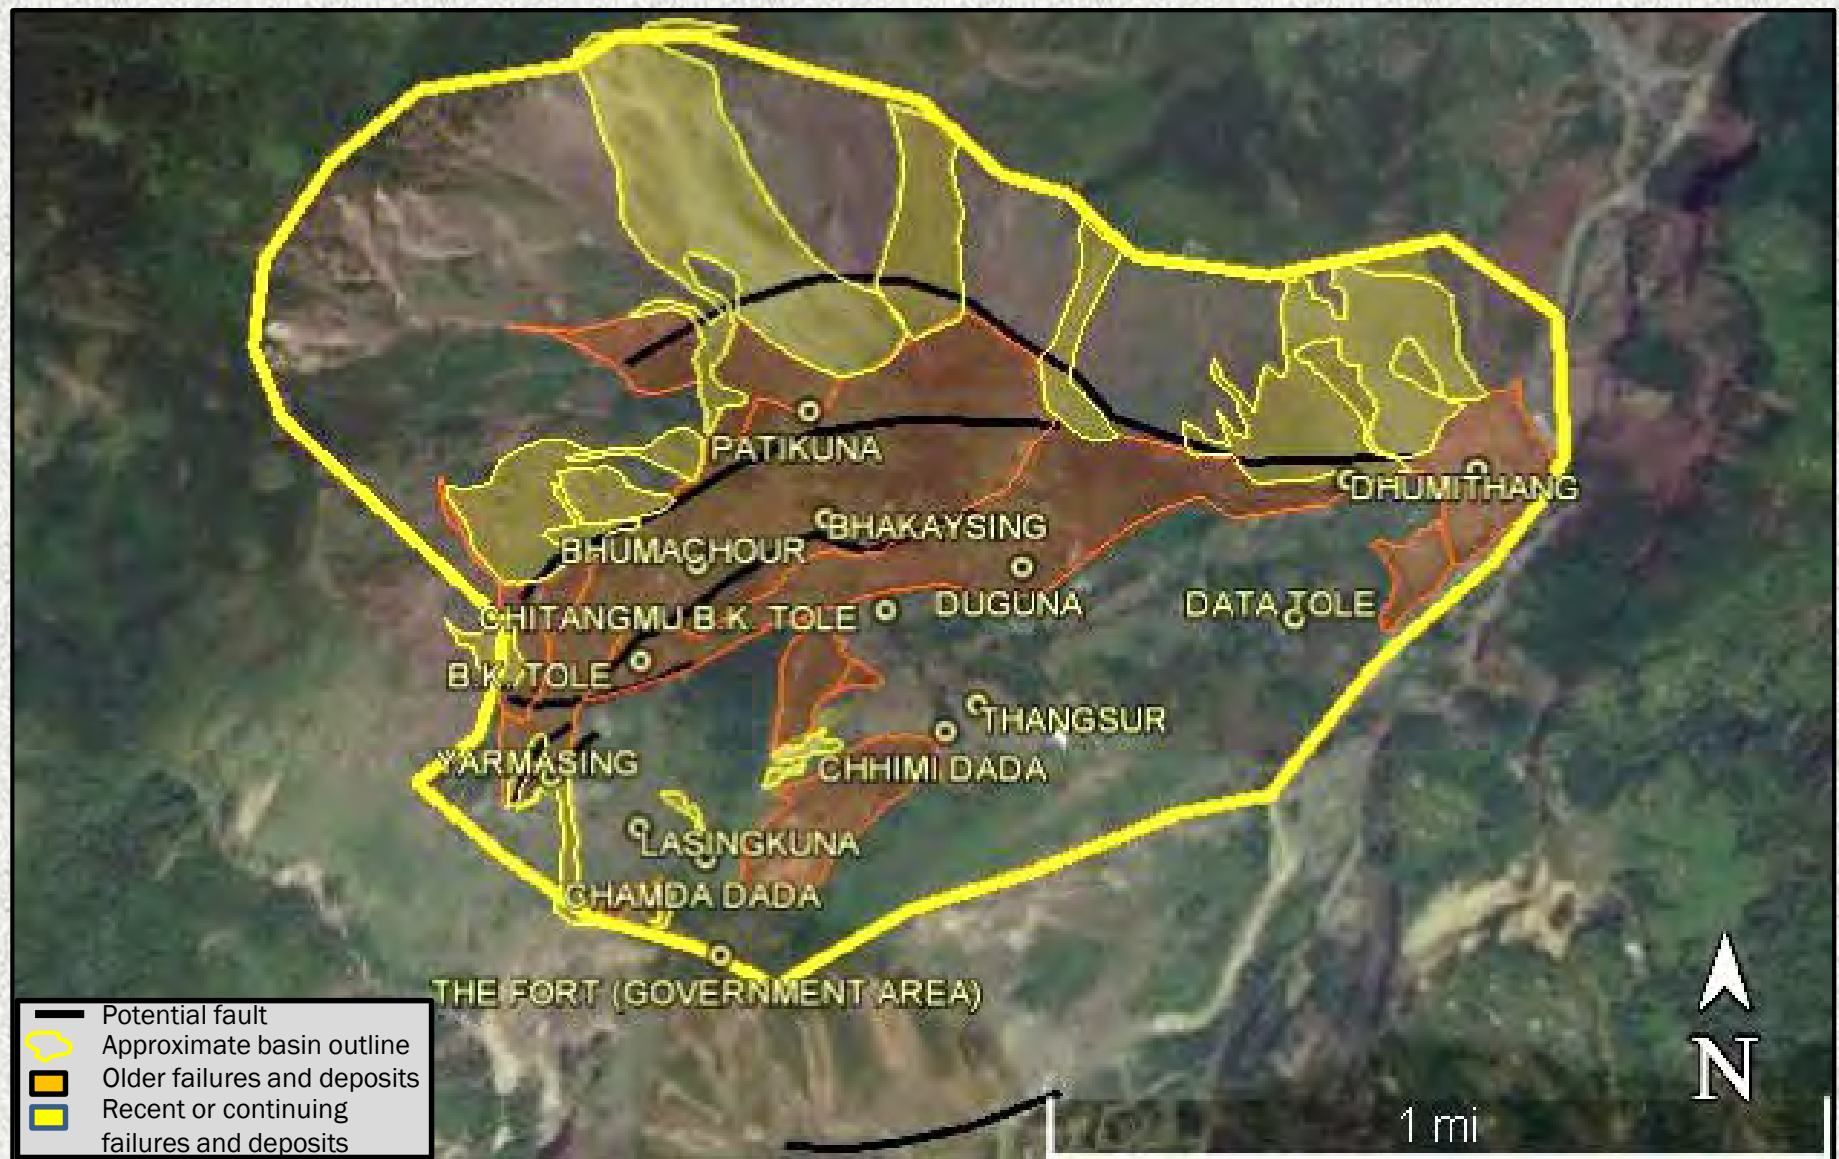 PATIKUNA
DHUMITHANG
BHAKAYSING
BHUMACHOUR
CHITANGMU B.K. TOLE
DUGUNA
DATA TOLE
B.K. TOLE
THANGSUR
YARMASING
CHHIMI DADA
LASINGKUNA
CHAMDA DADA
THE FORT (GOVERNMENT AREA)
Potential fault
Approximate basin outline
Older failures and deposits
Recent or continuing
failures and deposits
N
1 mi